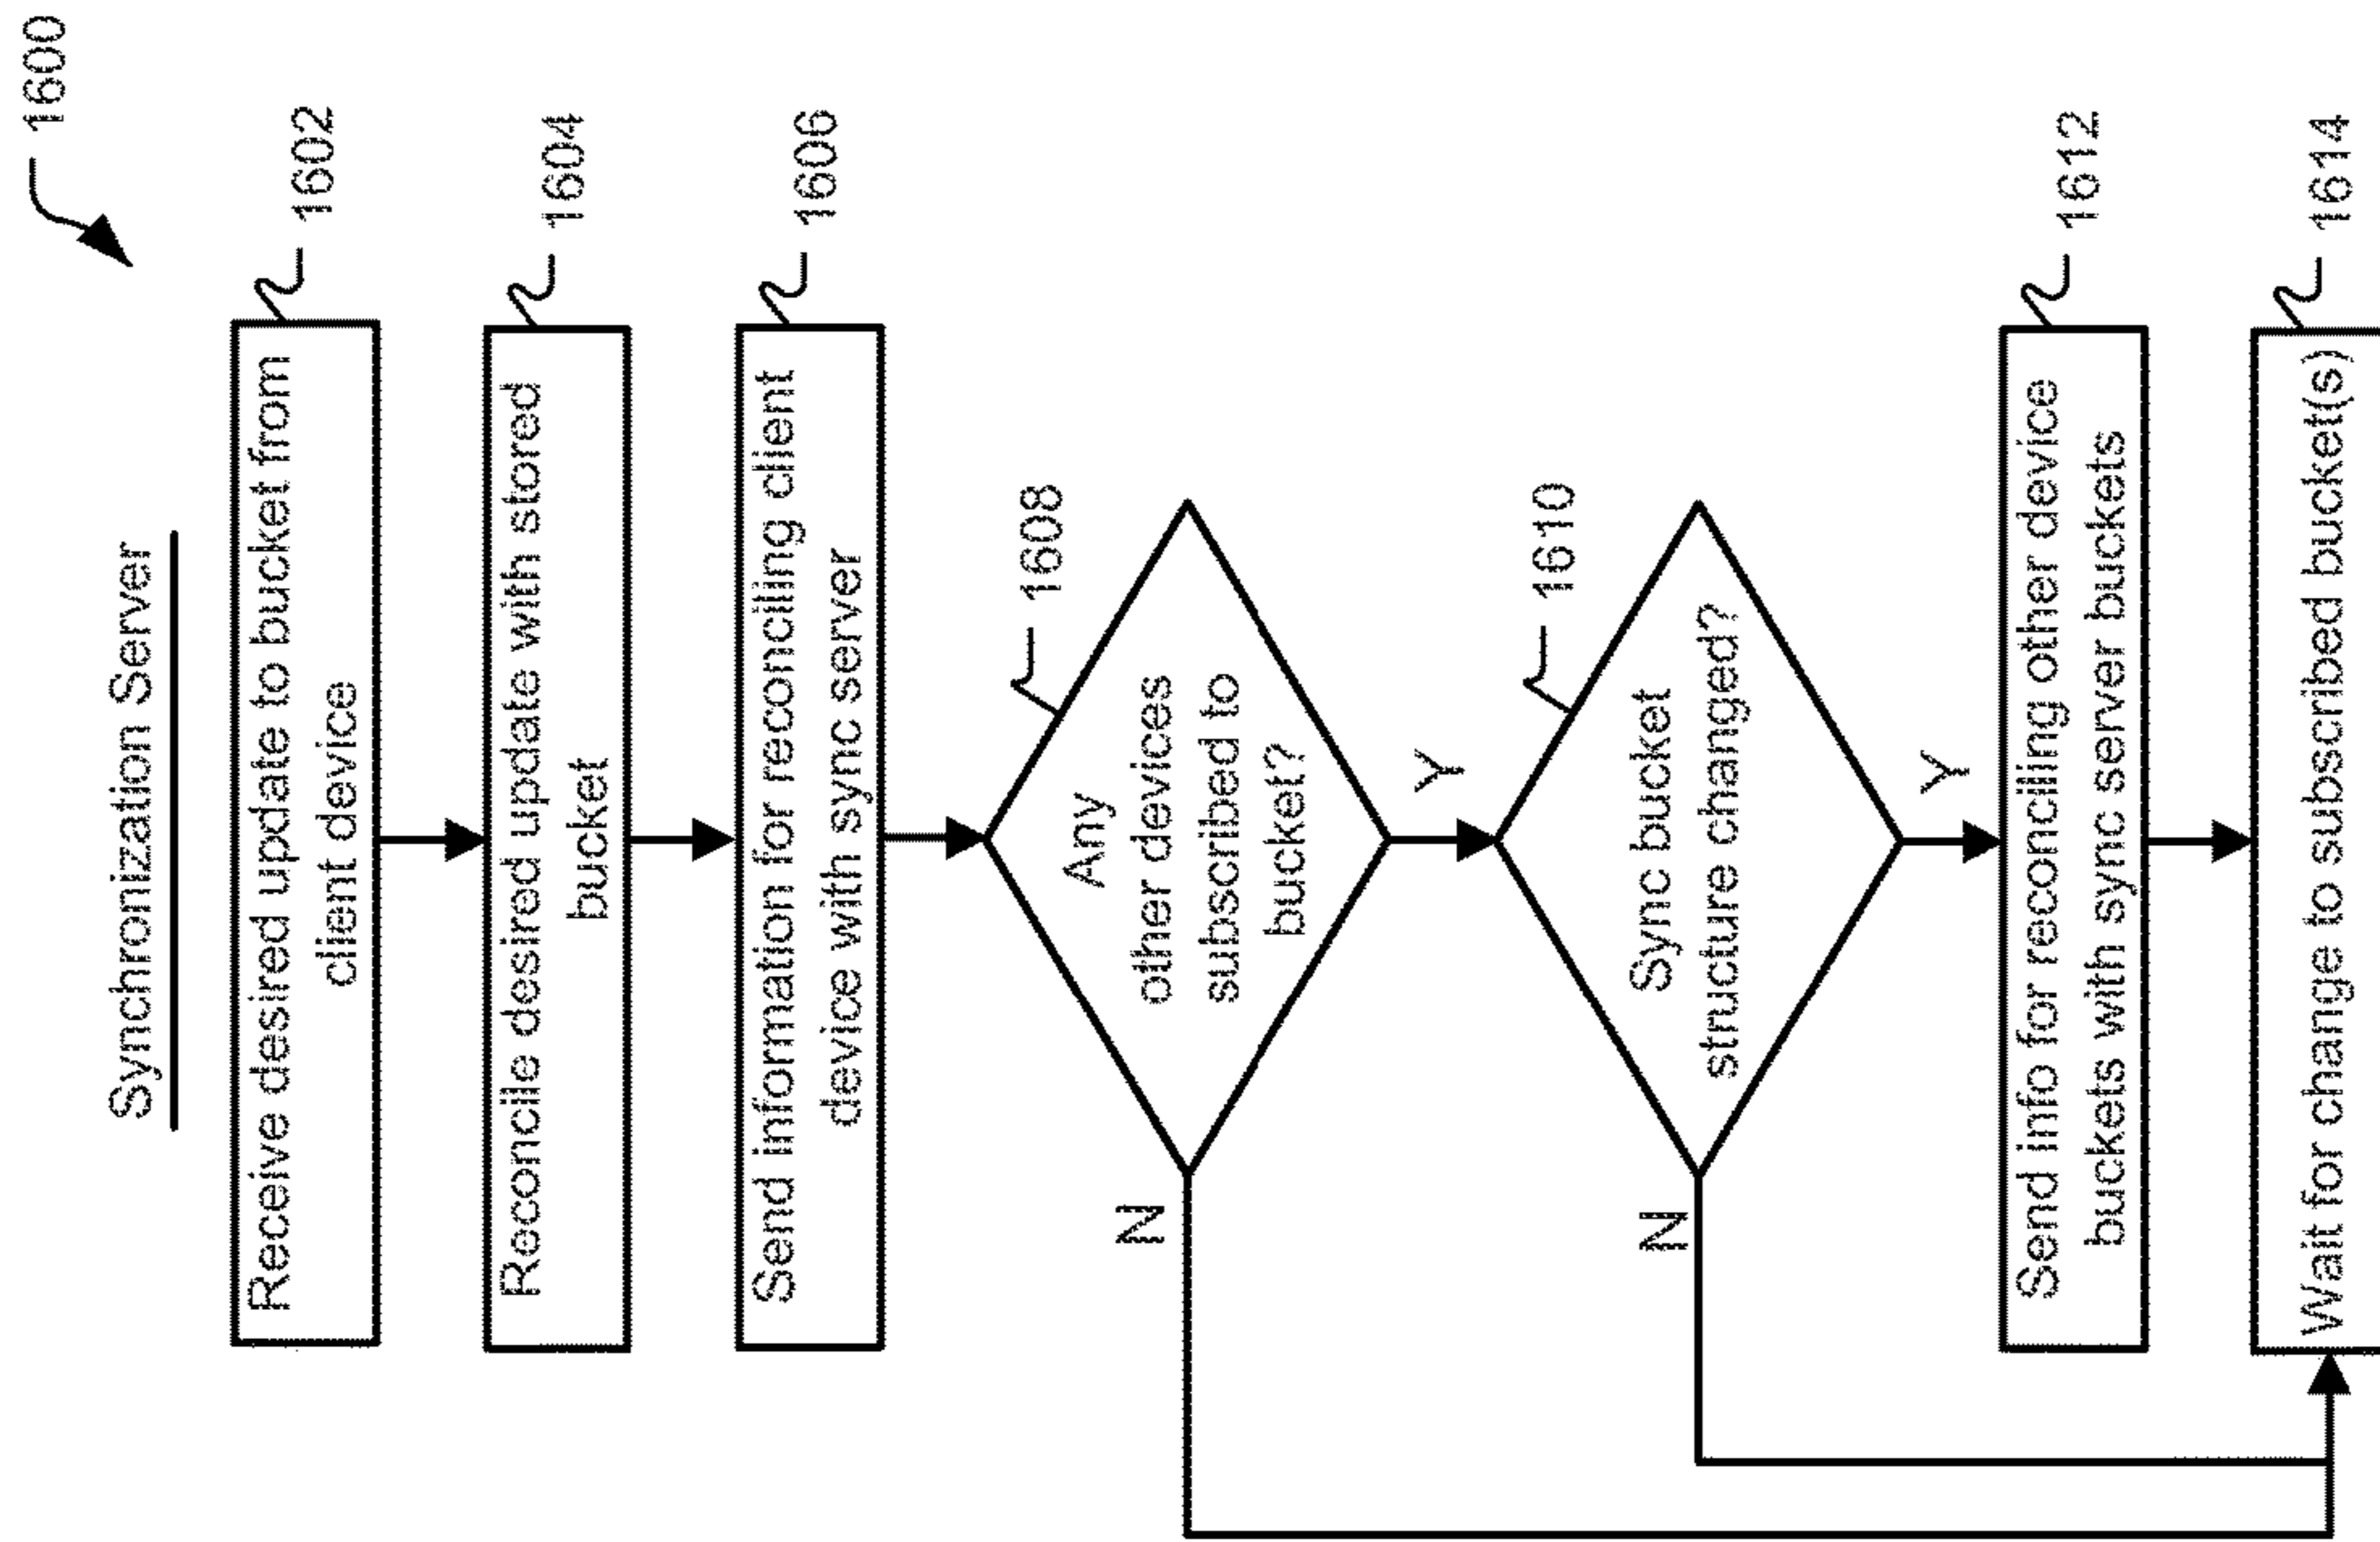 1600
Synchronization Server
Receive desired update to bucket from
client device
1602
Reconcile desired update with stored
bucket
1604
Send information for reconciling client
device with sync server
1606
Any
other devices
subscribed to
bucket?
1608
N
Y
Sync bucket
structure changed?
1610
N
Y
Send info for reconciling other device
buckets with sync server buckets
1612
Wait for change to subscribed bucket(s)
1614